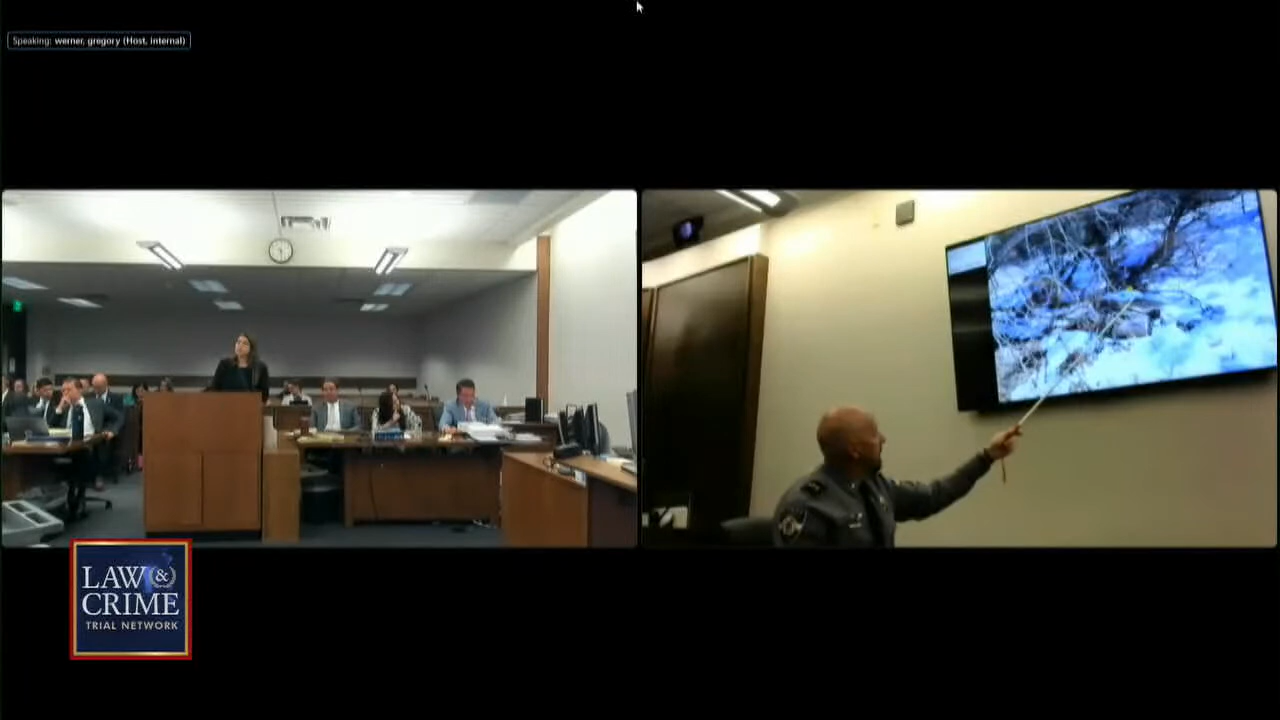 Speaking: werner, gregory (Host, internal)
LAW &
CRIME
TRIAL NETWORK